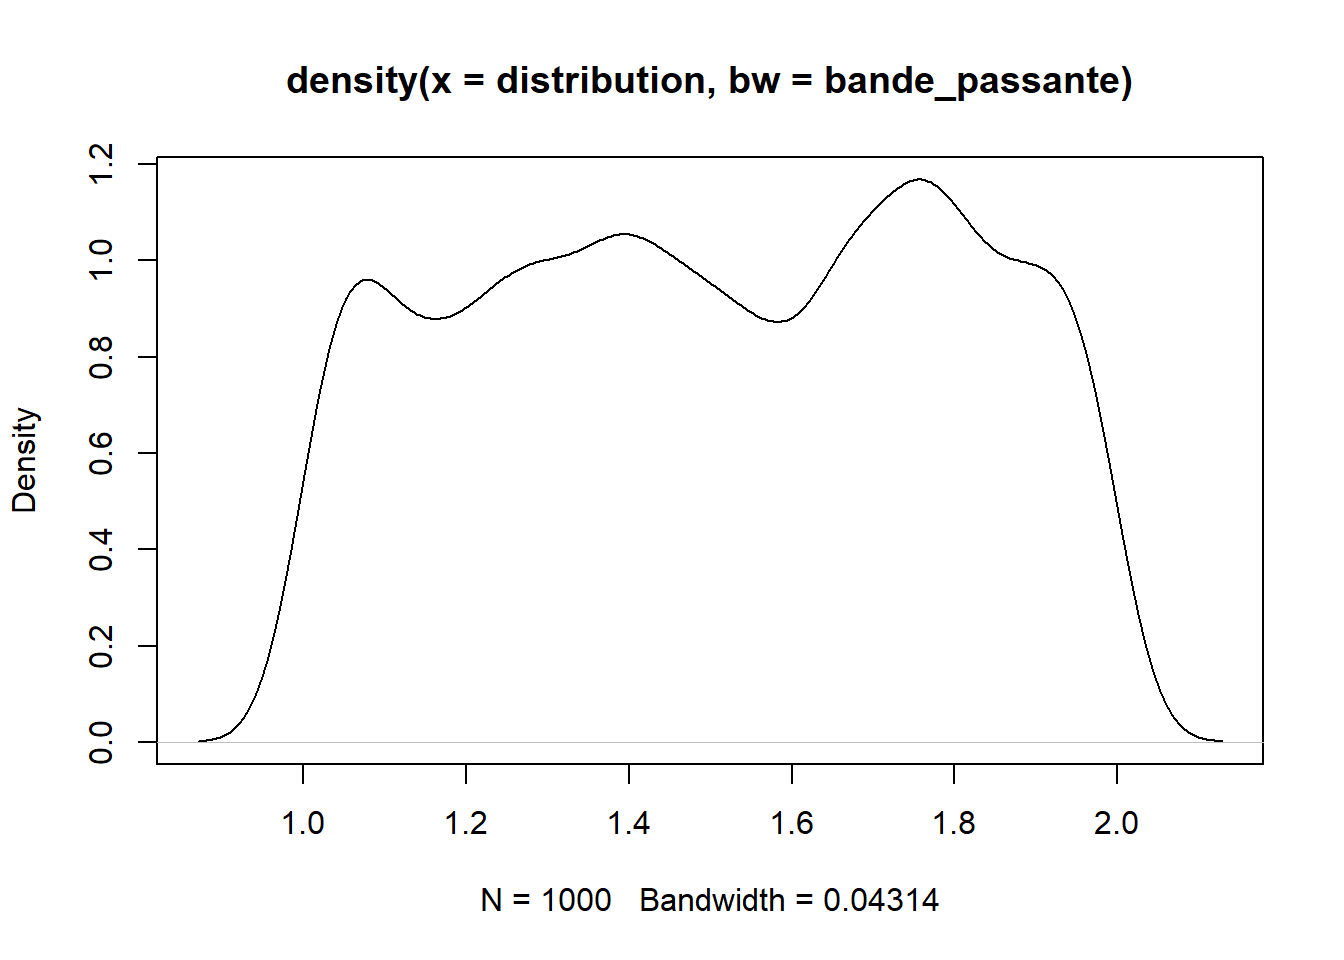 density(x = distribution, bw = bande_passante)
1.2
1.0
0.8
0.6
0.4
0.2
0.0
Density
1.0 1.2 1.4 1.6 1.8 2.0
N = 1000 Bandwidth = 0.04314